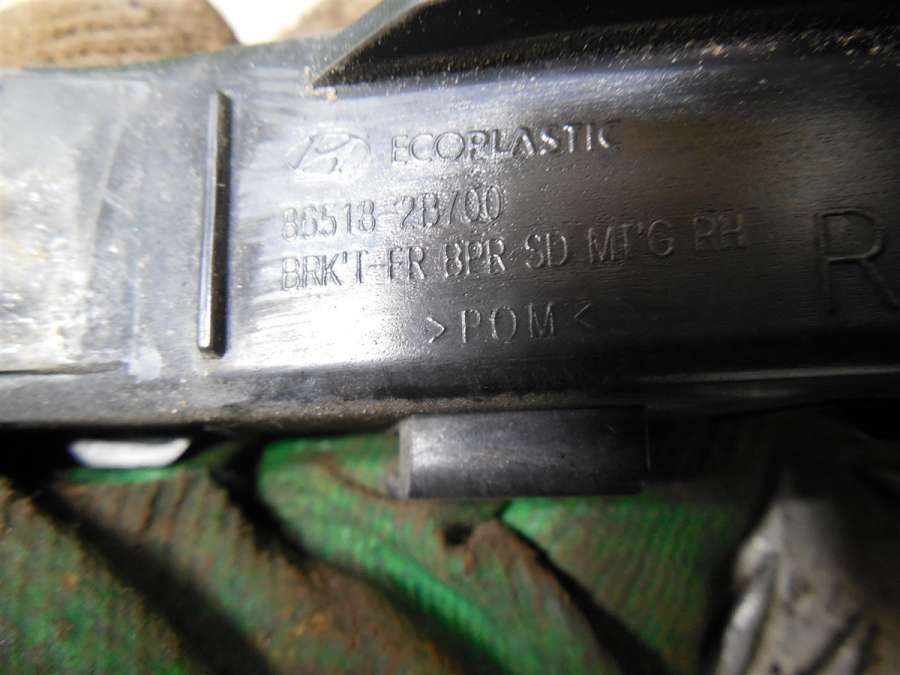 ECOPLASTIC
86518-2B700
BRK'T-FR BPR SD MT'G RH
>POM<
R